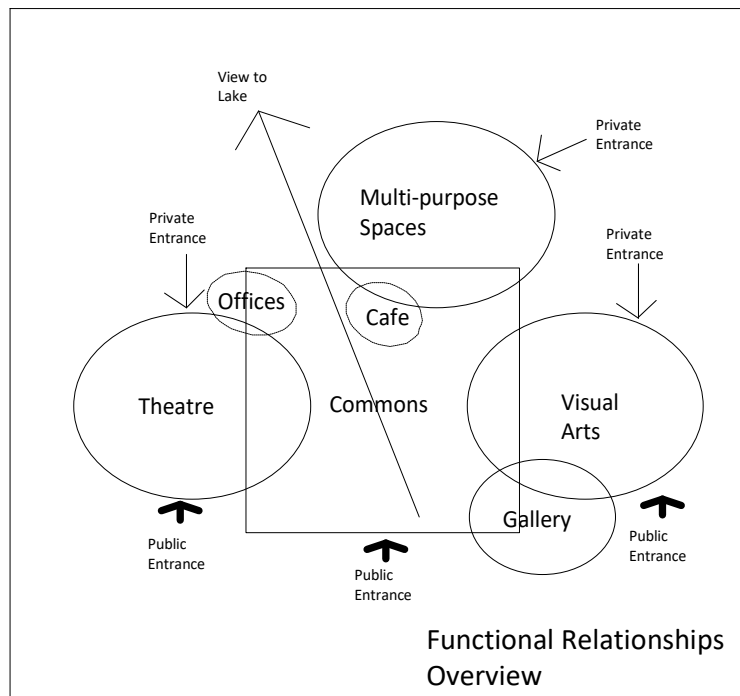 View to
Lake
Private
Entrance
Multi-purpose
Spaces
Private
Entrance
Private
Entrance
Offices
Cafe
Theatre
Commons
Visual
Arts
Gallery
Public
Entrance
Public
Entrance
Public
Entrance
Functional Relationships
Overview